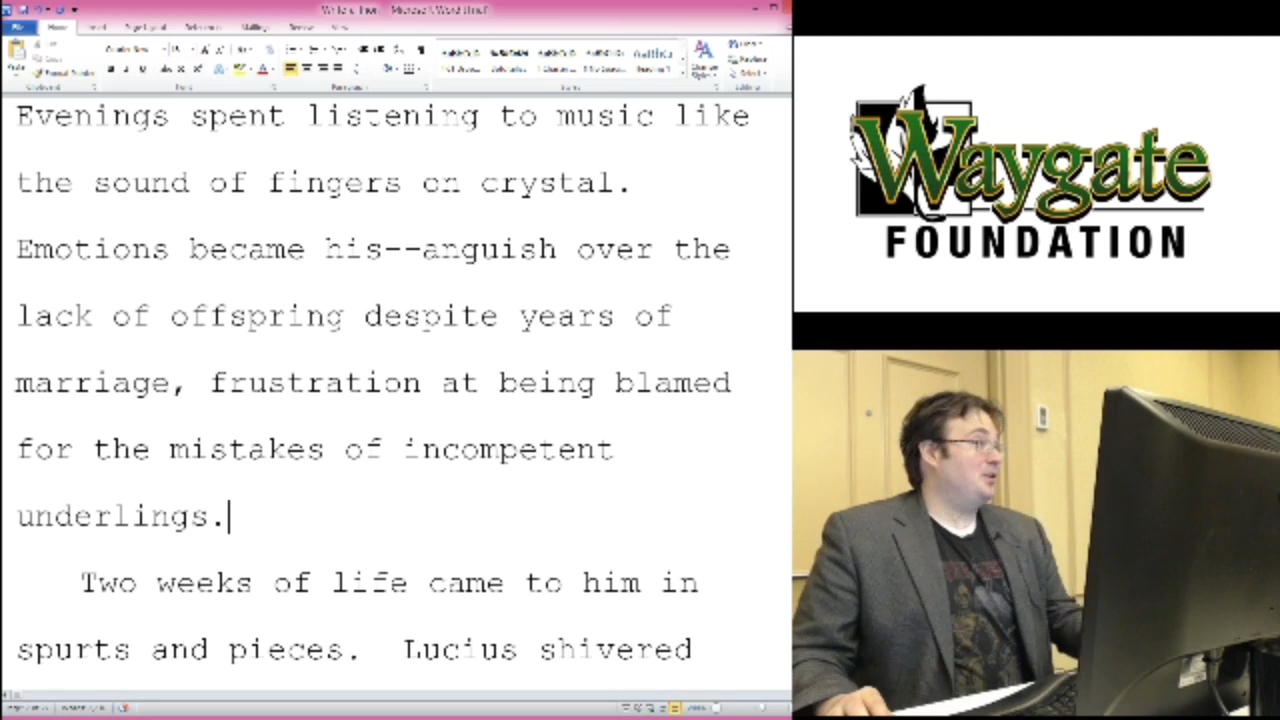 Evenings spent listening to music like
the sound of fingers on crystal.
Emotions became his--anguish over the
lack of offspring despite years of
marriage, frustration at being blamed
for the mistakes of incompetent
underlings.
Two weeks of life came to him in
spurts and pieces. Lucius shivered
Waygate
FOUNDATION